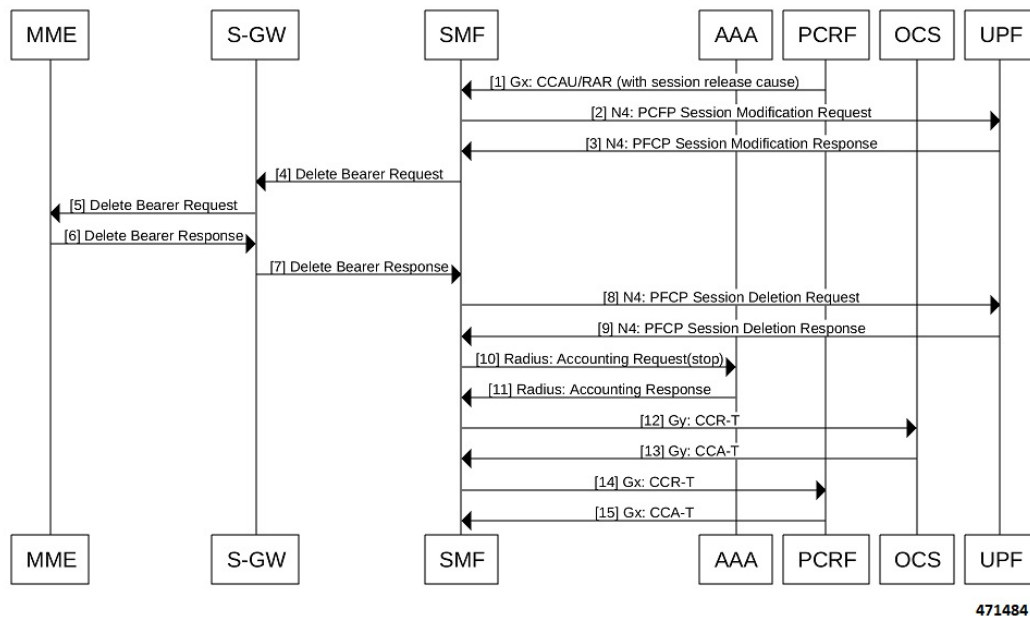 MME S-GW SMF AAA PCRF OCS UPF
[1] Gx: CCAU/RAR (with session release cause)
[2] N4: PCFP Session Modification Request
[3] N4: PFCP Session Modification Response
[4] Delete Bearer Request
[5] Delete Bearer Request
[6] Delete Bearer Response
[7] Delete Bearer Response
[8] N4: PFCP Session Deletion Request
[9] N4: PFCP Session Deletion Response
[10] Radius: Accounting Request(stop)
[11] Radius: Accounting Response
[12] Gy: CCR-T
[13] Gy: CCA-T
[14] Gx: CCR-T
[15] Gx: CCA-T
MME S-GW SMF AAA PCRF OCS UPF
471484